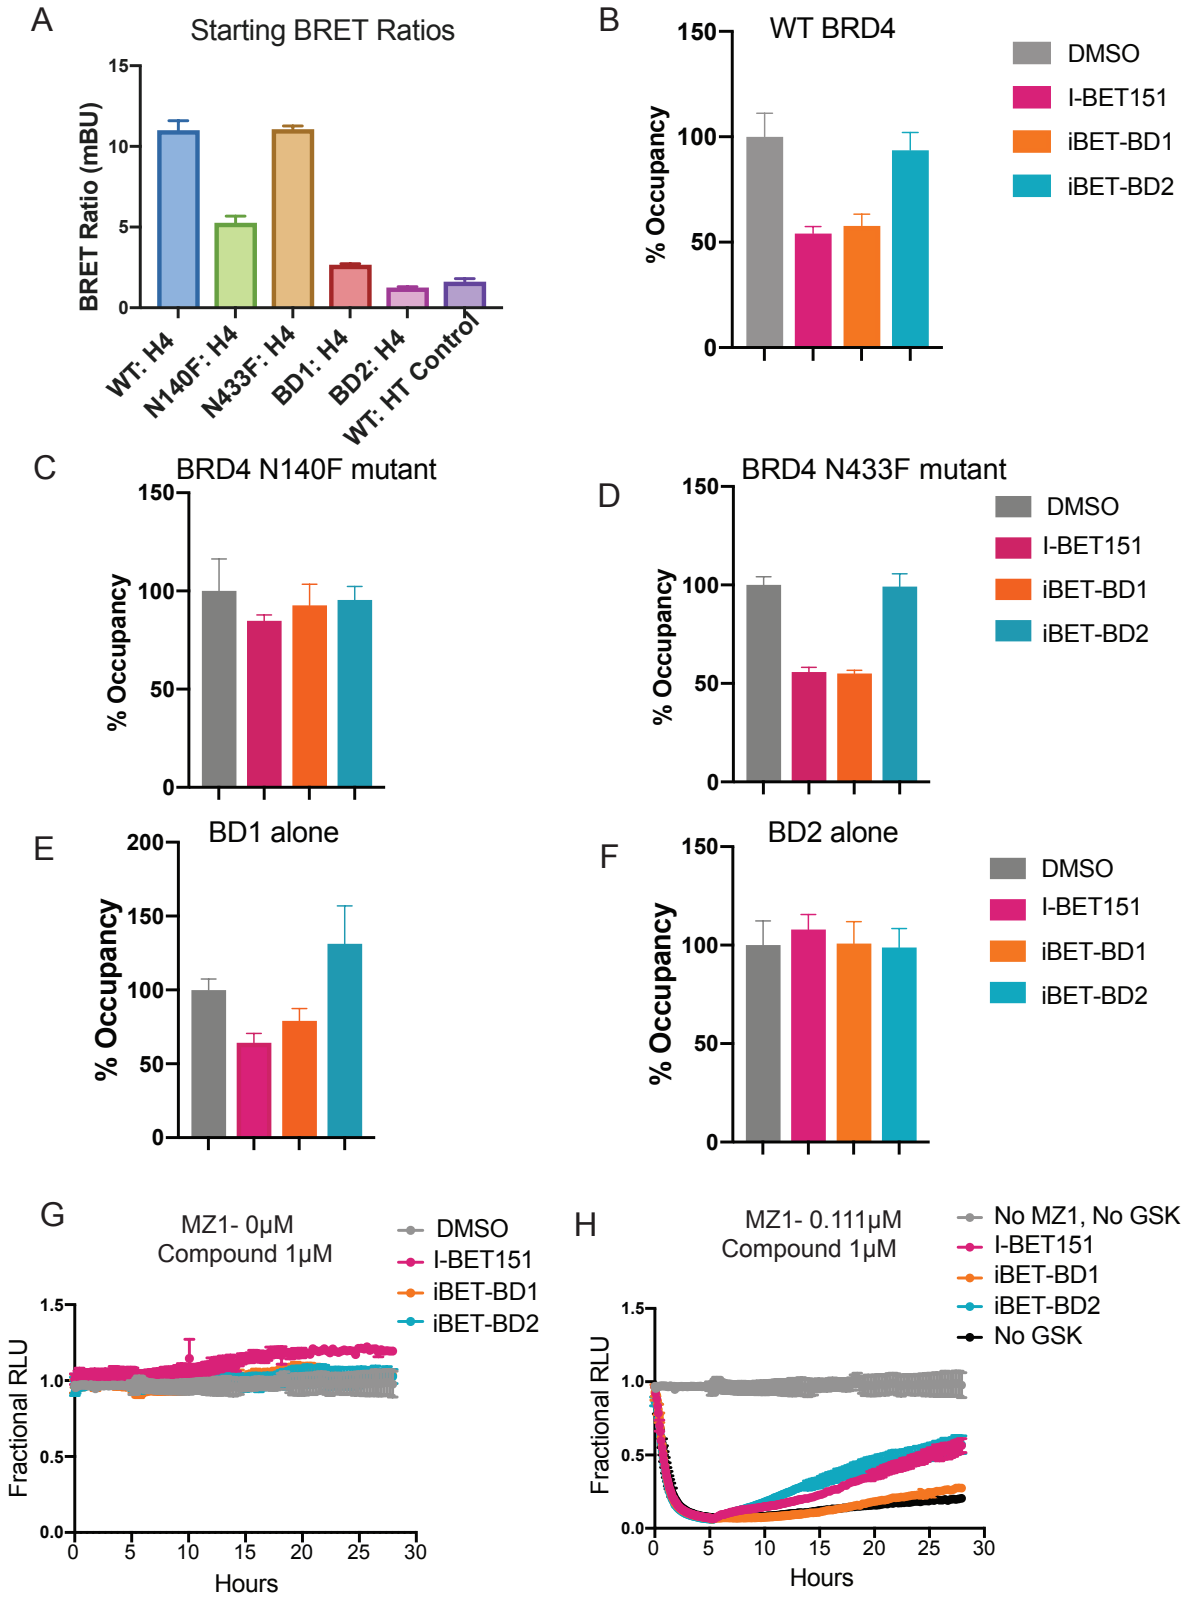 A
Starting BRET Ratios
BRET Ratio (mBU)
15
10
5
0
WT: H4
N140F: H4
N433F: H4
BD1: H4
BD2: H4
WT: HT Control
B
WT BRD4
% Occupancy
150
100
50
0
DMSO
I-BET151
iBET-BD1
iBET-BD2
C
BRD4 N140F mutant
% Occupancy
150
100
50
0
D
BRD4 N433F mutant
% Occupancy
150
100
50
0
DMSO
I-BET151
iBET-BD1
iBET-BD2
E
BD1 alone
% Occupancy
200
150
100
50
0
F
BD2 alone
% Occupancy
150
100
50
0
DMSO
I-BET151
iBET-BD1
iBET-BD2
G
MZ1- 0µM
Compound 1µM
DMSO
I-BET151
iBET-BD1
iBET-BD2
Fractional RLU
1.5
1.0
0.5
0.0
0 5 10 15 20 25 30
Hours
H
MZ1- 0.111µM
Compound 1µM
No MZ1, No GSK
I-BET151
iBET-BD1
iBET-BD2
No GSK
Fractional RLU
1.5
1.0
0.5
0.0
0 5 10 15 20 25 30
Hours